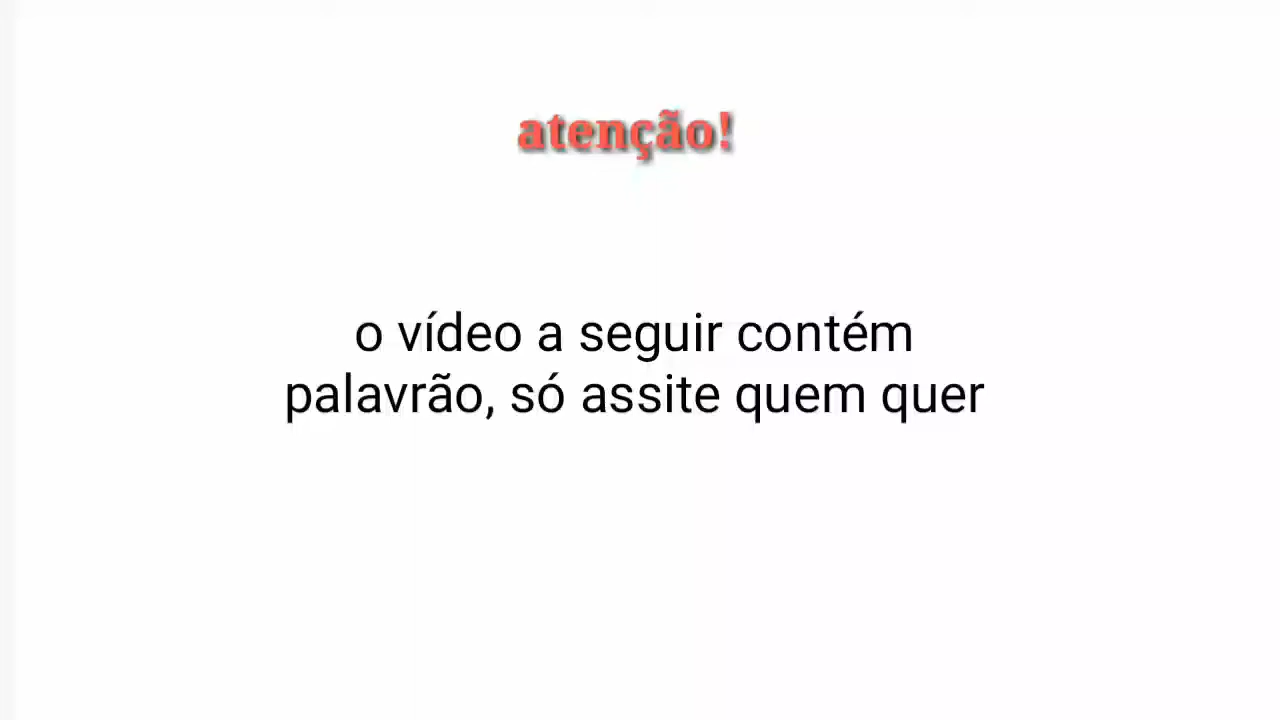 atenção!
o vídeo a seguir contém
palavrão, só assite quem quer